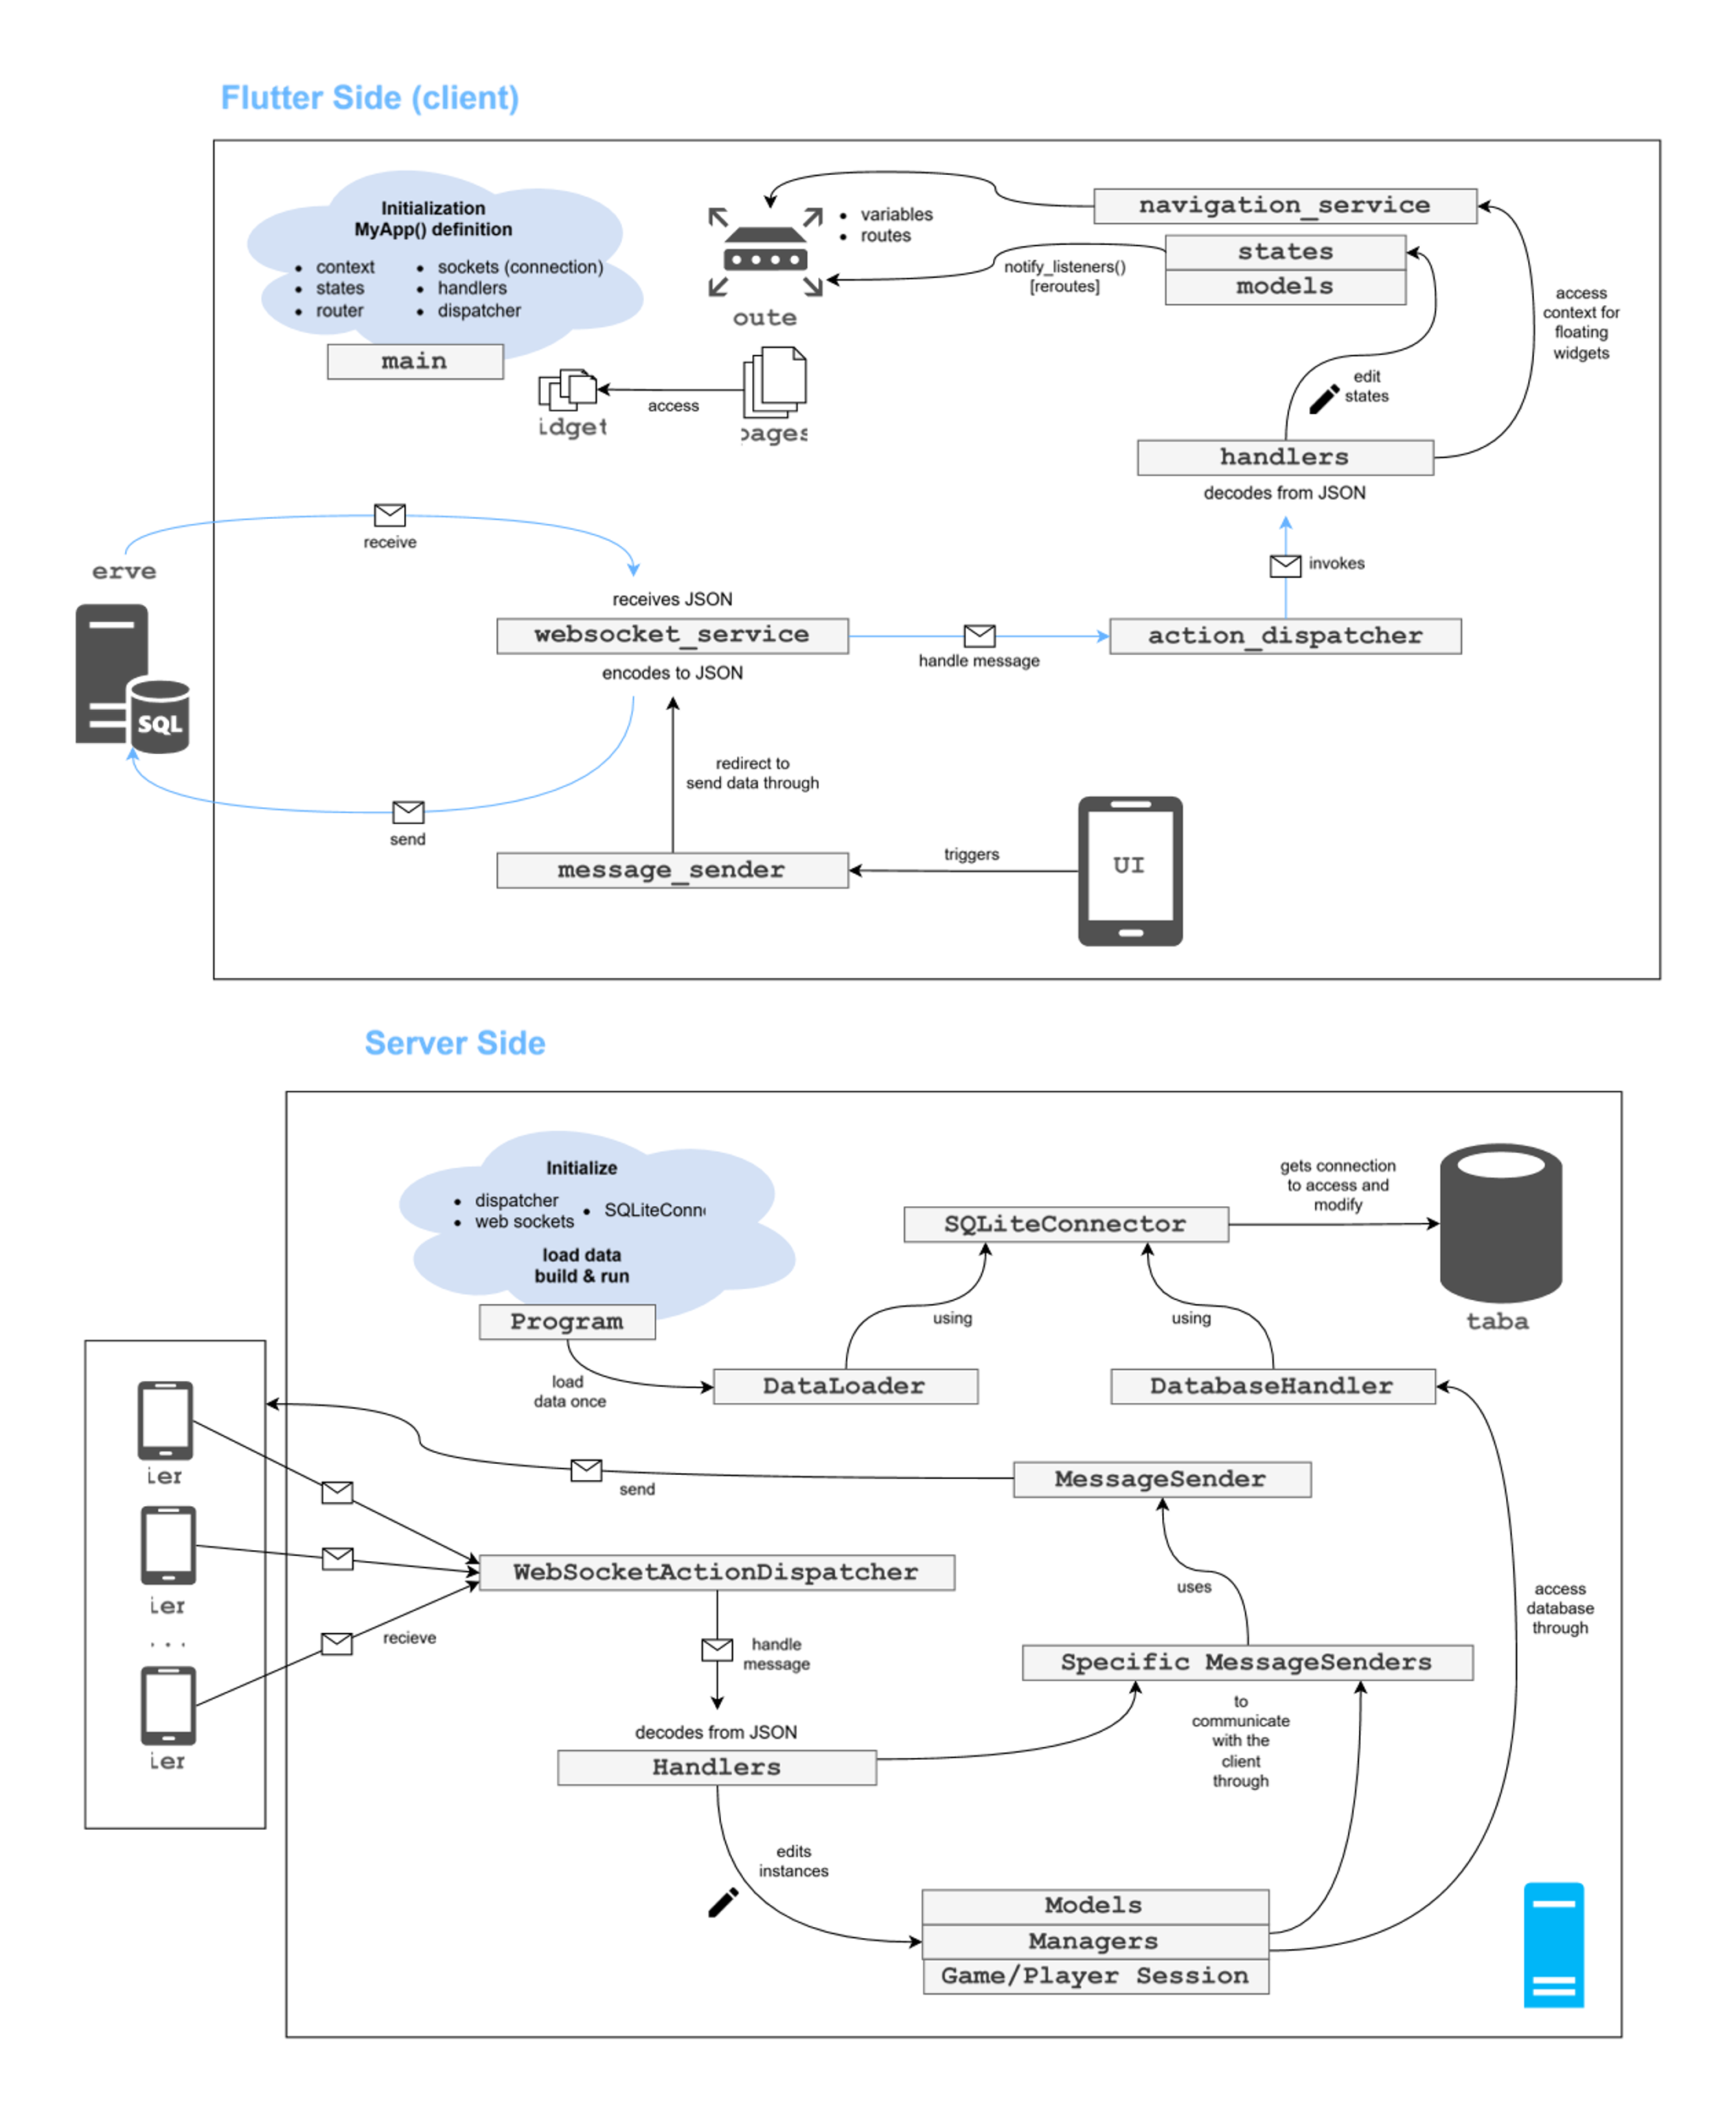 Flutter Side (client)
Initialization
MyApp() definition
• context
• states
• router
• sockets (connection)
• handlers
• dispatcher
main
• variables
• routes
oute
navigation_service
states
models
notify_listeners()
[reroutes]
access
context for
floating
widgets
edit
states
access
idget
pages
handlers
decodes from JSON
invokes
receive
erve
SQL
receives JSON
websocket_service
encodes to JSON
handle message
action_dispatcher
redirect to
send data through
send
message_sender
triggers
UI
Server Side
Initialize
• dispatcher
• web sockets
• SQLiteConn
load data
build & run
Program
SQLiteConnector
gets connection
to access and
modify
taba
using
using
load
data once
DataLoader
DatabaseHandler
ier
ier
...
ier
send
MessageSender
WebSocketActionDispatcher
recieve
uses
access
database
through
handle
message
Specific MessageSenders
to
communicate
with the
client
through
decodes from JSON
Handlers
edits
instances
Models
Managers
Game/Player Session